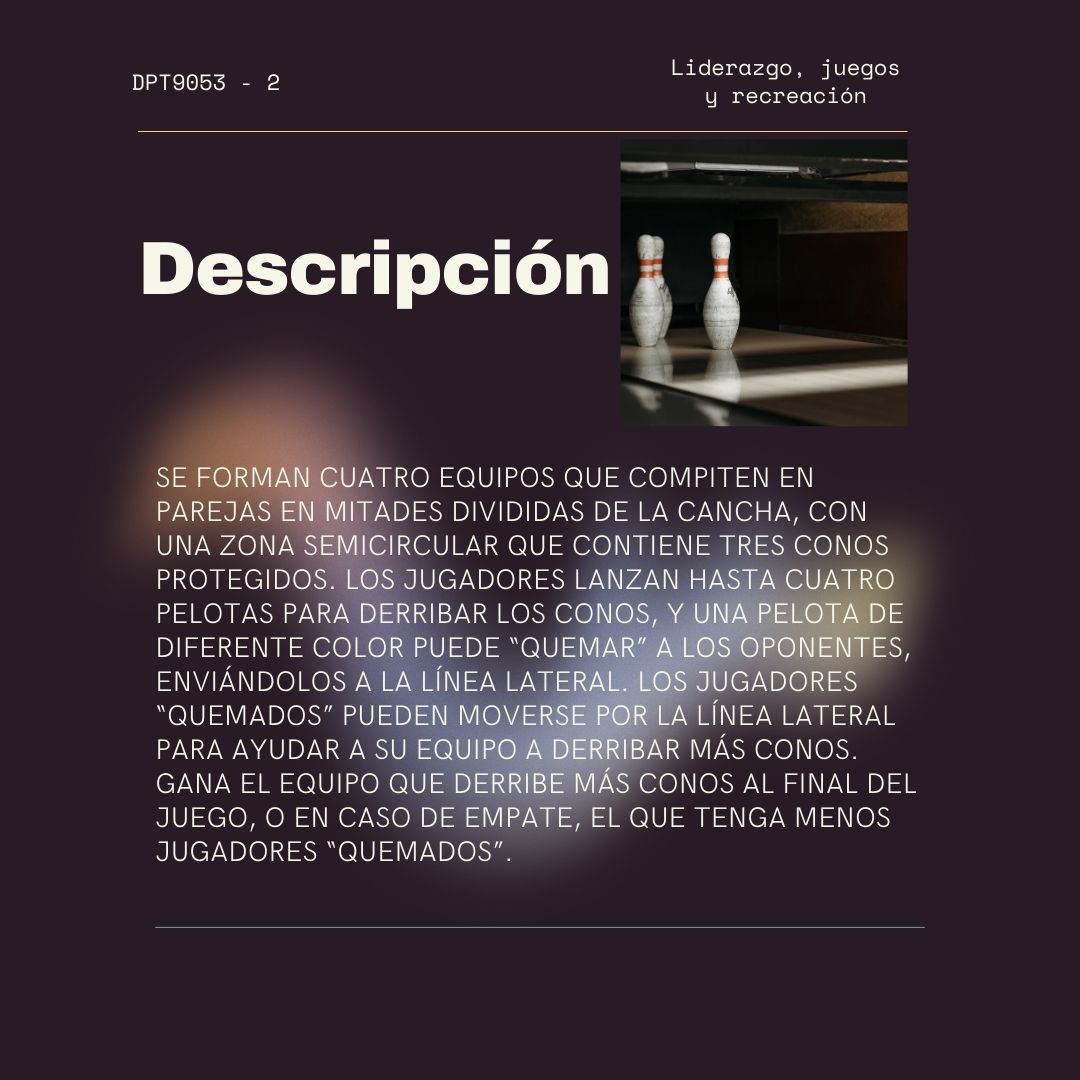 DPT9053 - 2
Liderazgo, juegos
y recreación
Descripción
SE FORMAN CUATRO EQUIPOS QUE COMPITEN EN
PAREJAS EN MITADES DIVIDIDAS DE LA CANCHA, CON
UNA ZONA SEMICIRCULAR QUE CONTIENE TRES CONOS
PROTEGIDOS. LOS JUGADORES LANZAN HASTA CUATRO
PELOTAS PARA DERRIBAR LOS CONOS, Y UNA PELOTA DE
DIFERENTE COLOR PUEDE “QUEMAR” A LOS OPONENTES,
ENVIÁNDOLOS A LA LÍNEA LATERAL. LOS JUGADORES
“QUEMADOS” PUEDEN MOVERSE POR LA LÍNEA LATERAL
PARA AYUDAR A SU EQUIPO A DERRIBAR MÁS CONOS.
GANA EL EQUIPO QUE DERRIBE MÁS CONOS AL FINAL DEL
JUEGO, O EN CASO DE EMPATE, EL QUE TENGA MENOS
JUGADORES “QUEMADOS”.